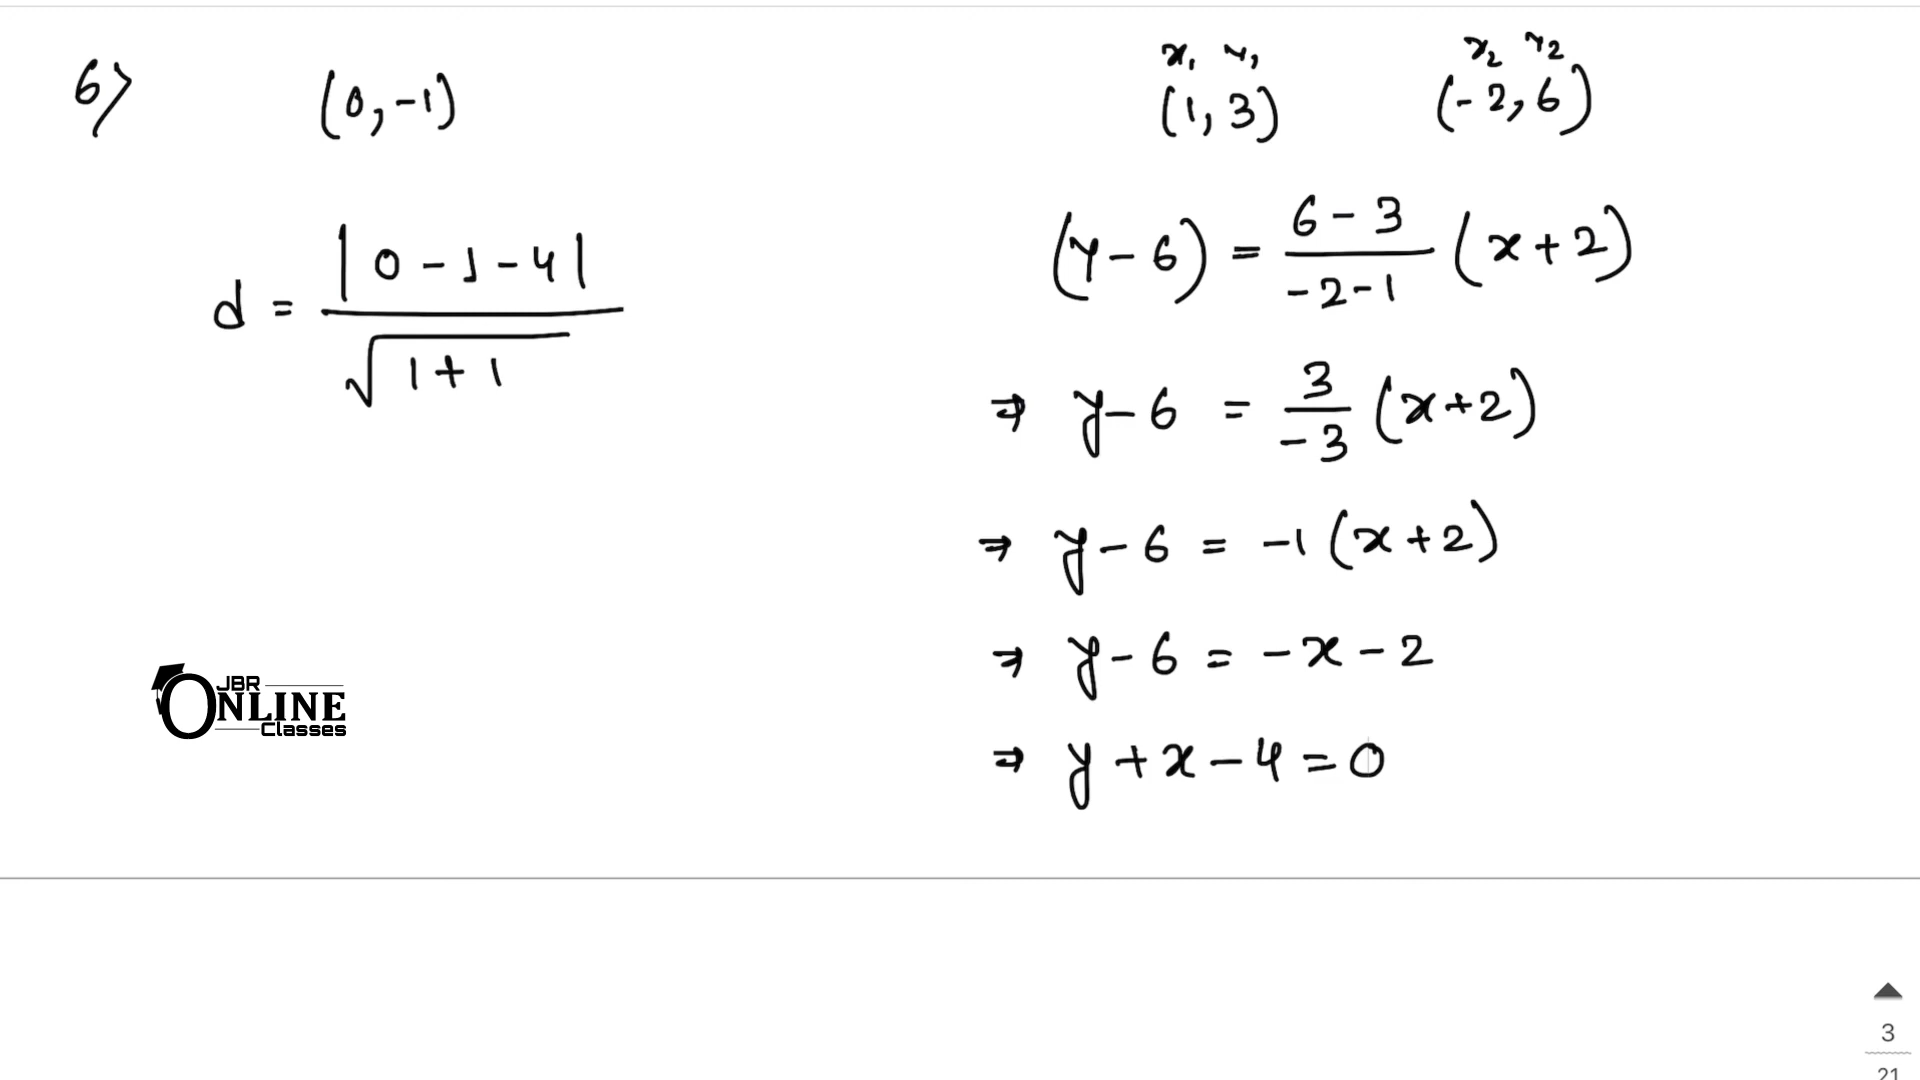 6) (0, -1)
d = |0 - 1 - 4| / √(1 + 1)
x₁ y₁ x₂ y₂
(1, 3) (-2, 6)
(y - 6) = (6 - 3)/(-2 - 1) (x + 2)
⇒ y - 6 = 3/-3 (x + 2)
⇒ y - 6 = -1 (x + 2)
⇒ y - 6 = -x - 2
⇒ y + x - 4 = 0
JBR
ONLINE
Classes
3
21